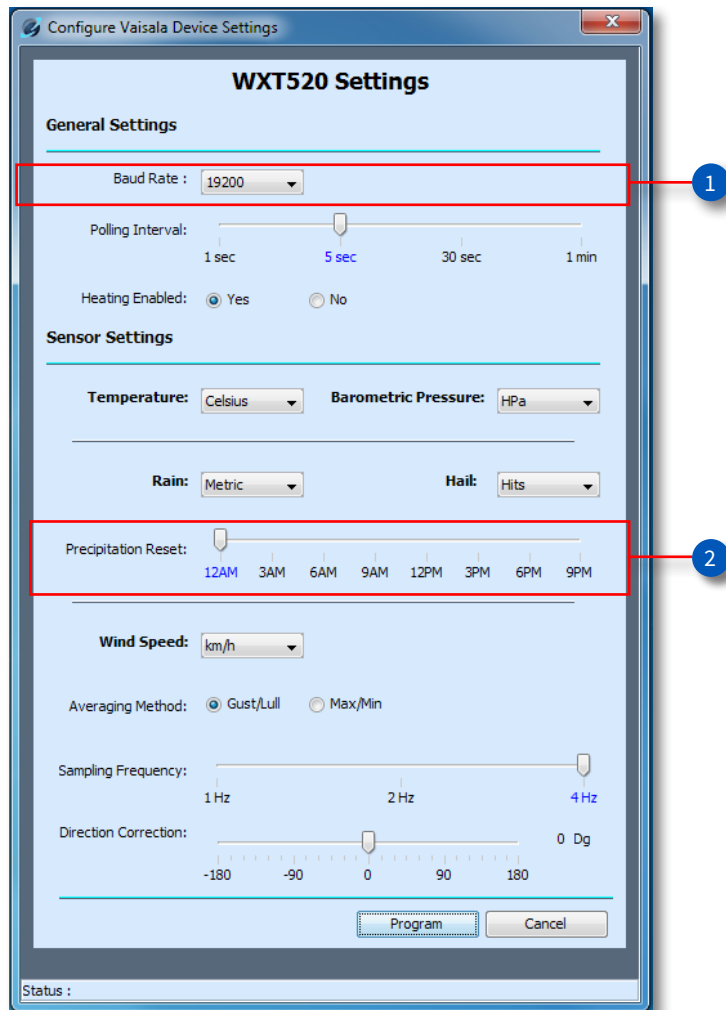 Configure Vaisala Device Settings
WXT520 Settings
General Settings
Baud Rate : 19200
1
Polling Interval:
1 sec 5 sec 30 sec 1 min
Heating Enabled: Yes No
Sensor Settings
Temperature: Celsius Barometric Pressure: HPa
Rain: Metric Hail: Hits
Precipitation Reset:
12AM 3AM 6AM 9AM 12PM 3PM 6PM 9PM
2
Wind Speed: km/h
Averaging Method: Gust/Lull Max/Min
Sampling Frequency:
1 Hz 2 Hz 4 Hz
Direction Correction: 0 Dg
-180 -90 0 90 180
Program Cancel
Status :